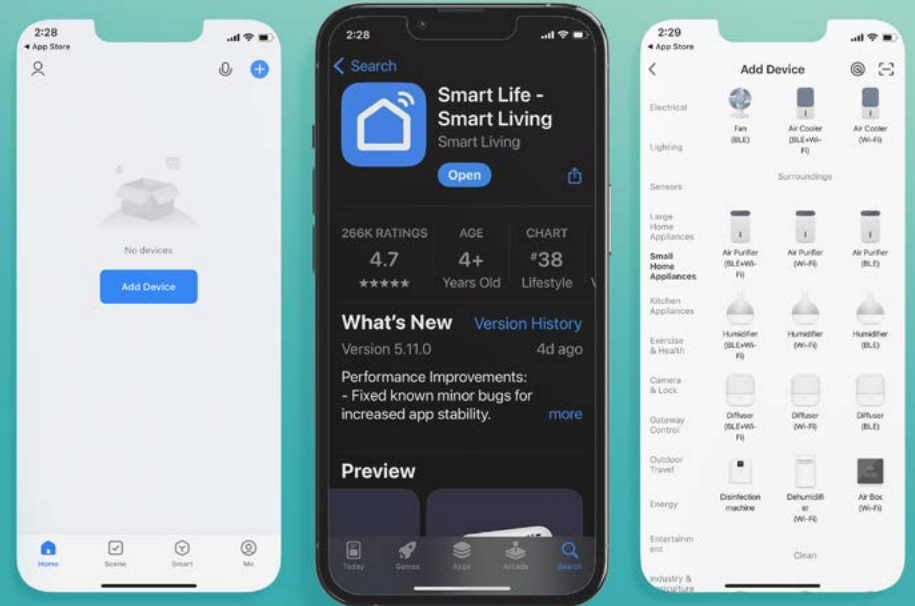 2:28
App Store
No devices
Add Device
Home
Scene
Smart
Me
2:28
Search
Smart Life -
Smart Living
Smart Living
Open
266K RATINGS
4.7
★★★★★
AGE
4+
Years Old
CHART
#38
Lifestyle
What's New
Version History
Version 5.11.0
4d ago
Performance Improvements:
- Fixed known minor bugs for
increased app stability.
more
Preview
Today
Games
Apps
Arcade
Search
2:29
App Store
Add Device
Electrical
Lighting
Sensors
Large
Home
Appliances
Small
Home
Appliances
Kitchen
Appliances
Exercise
& Health
Camera
& Lock
Gateway
Control
Outdoor
Travel
Energy
Entertainm
ent
Industry &
Agriculture
Fan
(BLE)
Air Cooler
(BLE+Wi-
Fi)
Air Cooler
(Wi-Fi)
Surroundings
Air Purifier
(BLE+Wi-
Fi)
Air Purifier
(Wi-Fi)
Air Purifier
(BLE)
Humidifier
(BLE+Wi-
Fi)
Humidifier
(Wi-Fi)
Humidifier
(BLE)
Diffuser
(BLE+Wi-
Fi)
Diffuser
(Wi-Fi)
Diffuser
(BLE)
Disinfection
machine
Dehumidifi
er
(Wi-Fi)
Air Box
(Wi-Fi)
Clean